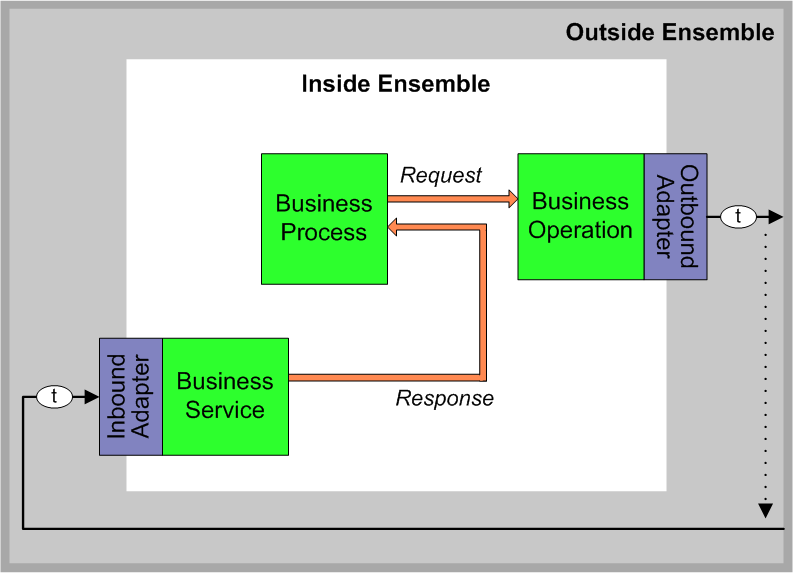 Outside Ensemble
Inside Ensemble
Business
Process
Request
Business
Operation
Outbound
Adapter
t
t
Inbound
Adapter
Business
Service
Response